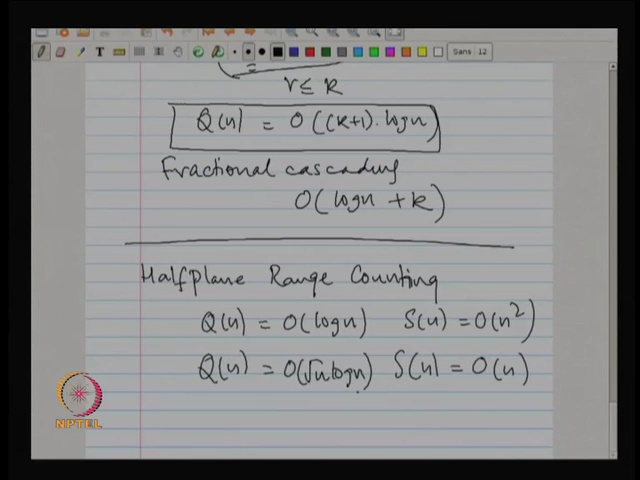 Sans 12
r ≤ k
Q(n) = O((k+1).logn)
Fractional cascading
O(logn + k)
Halfplane Range Counting
Q(n) = O(logn) S(n) = O(n²)
Q(n) = O(√n logn) S(n) = O(n)
NPTEL